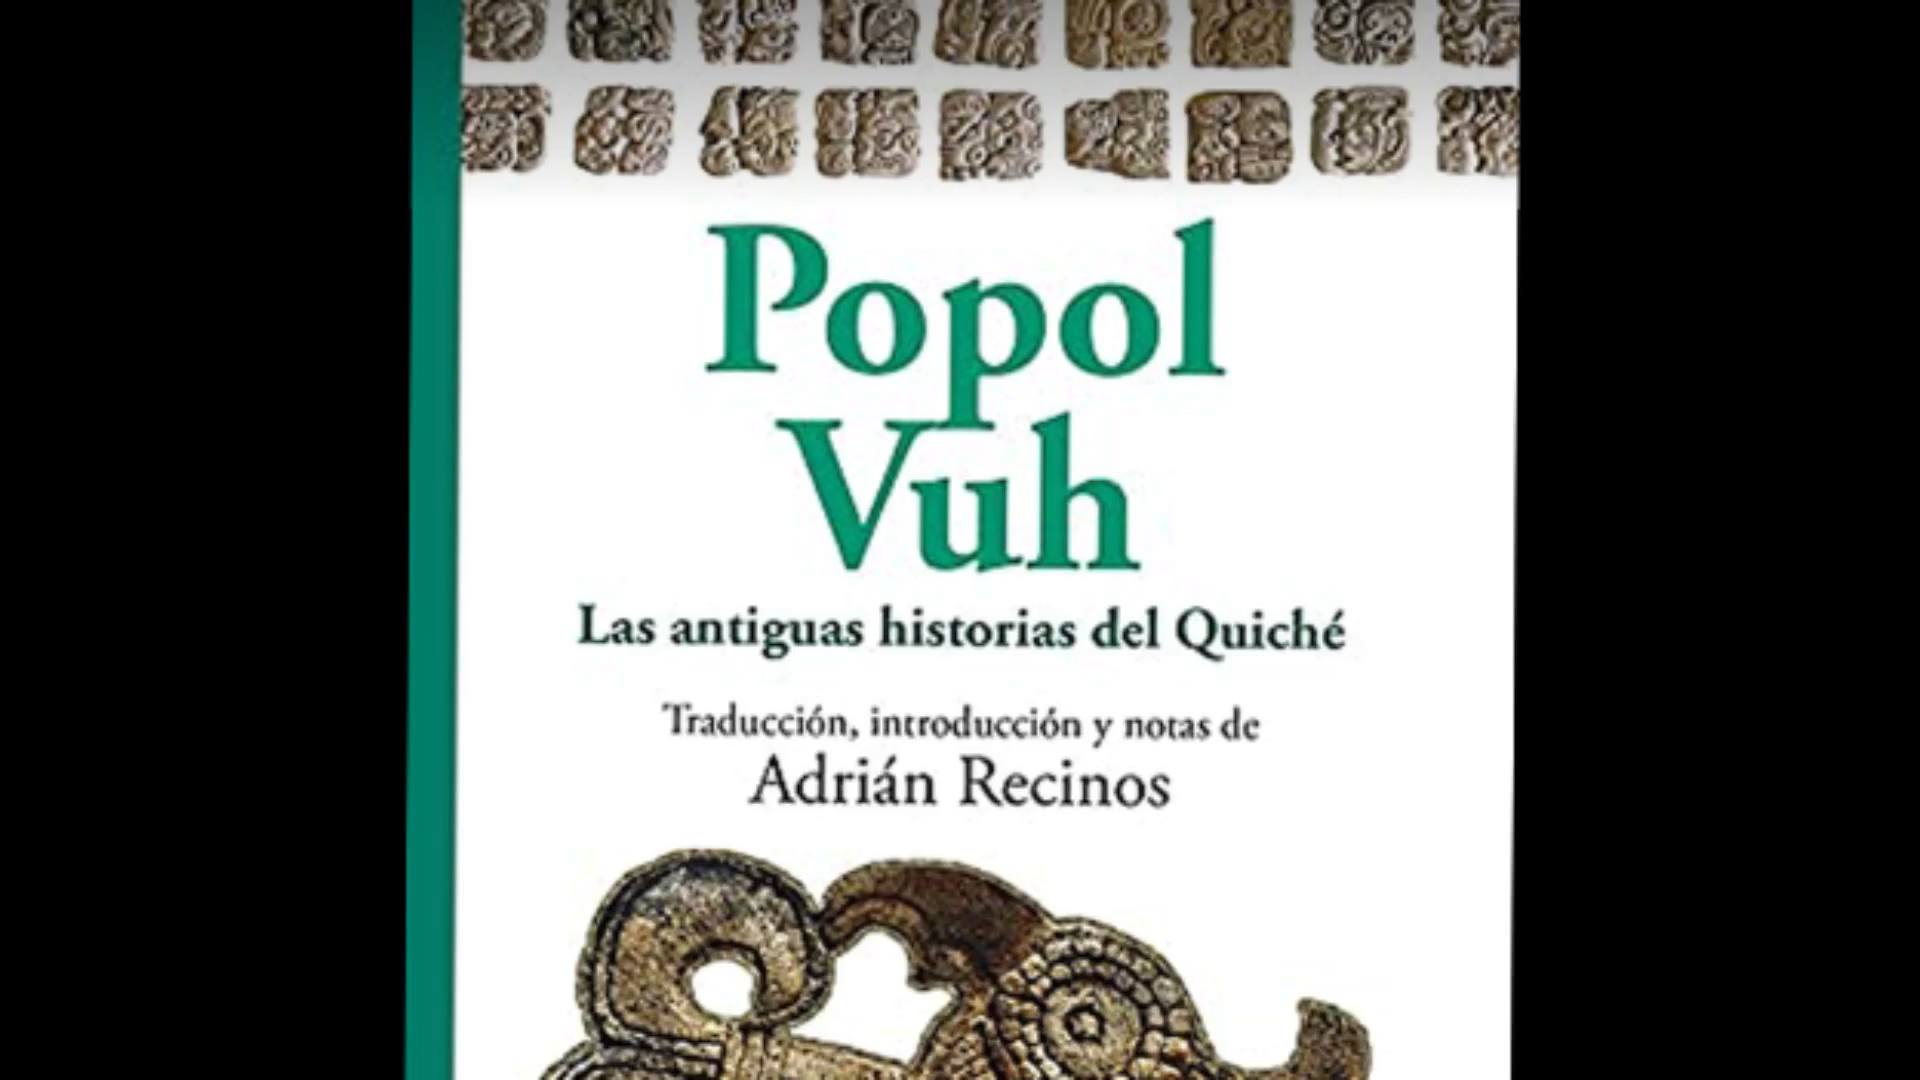 Popol
Vuh
Las antiguas historias del Quiché
Traducción, introducción y notas de
Adrián Recinos